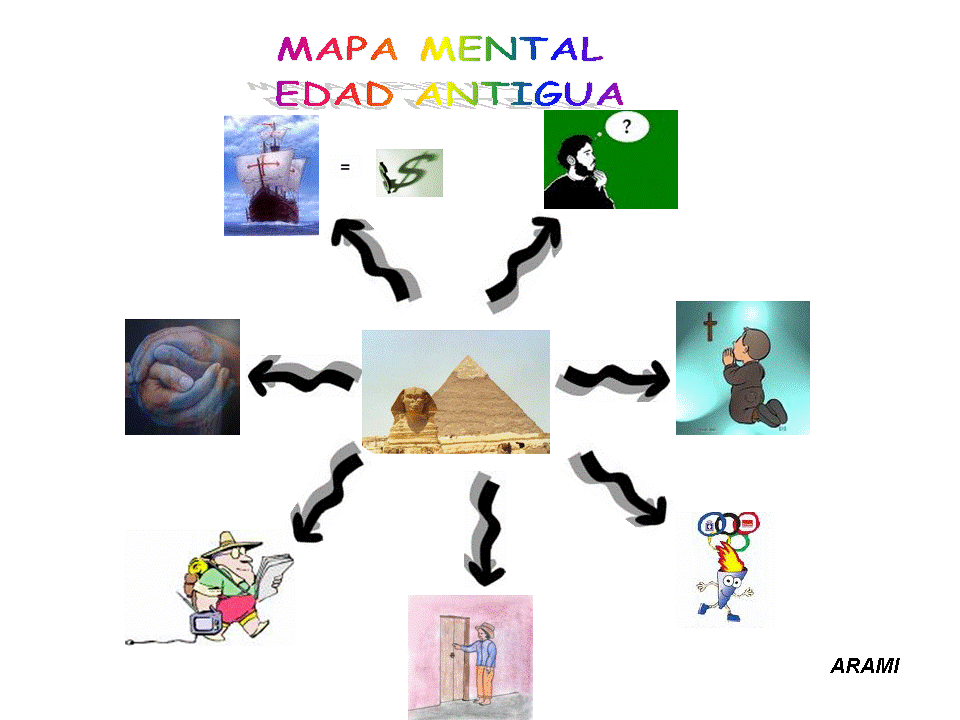 MAPA MENTAL
EDAD ANTIGUA
=
$
?
ARAMI